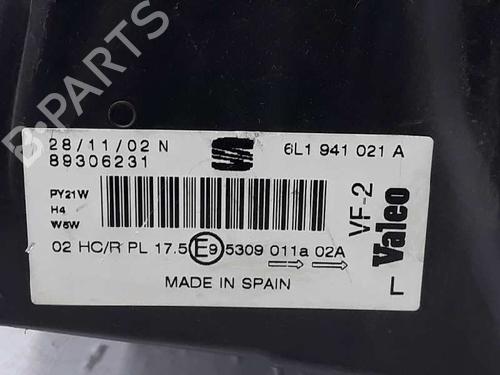 B-PARTS
28/11/02 N
89306231
6L1 941 021 A
PY21W
H4
W5W
02 HC/R PL 17.5 E9 5309 011a 02A
MADE IN SPAIN
VF-2
Valeo
L